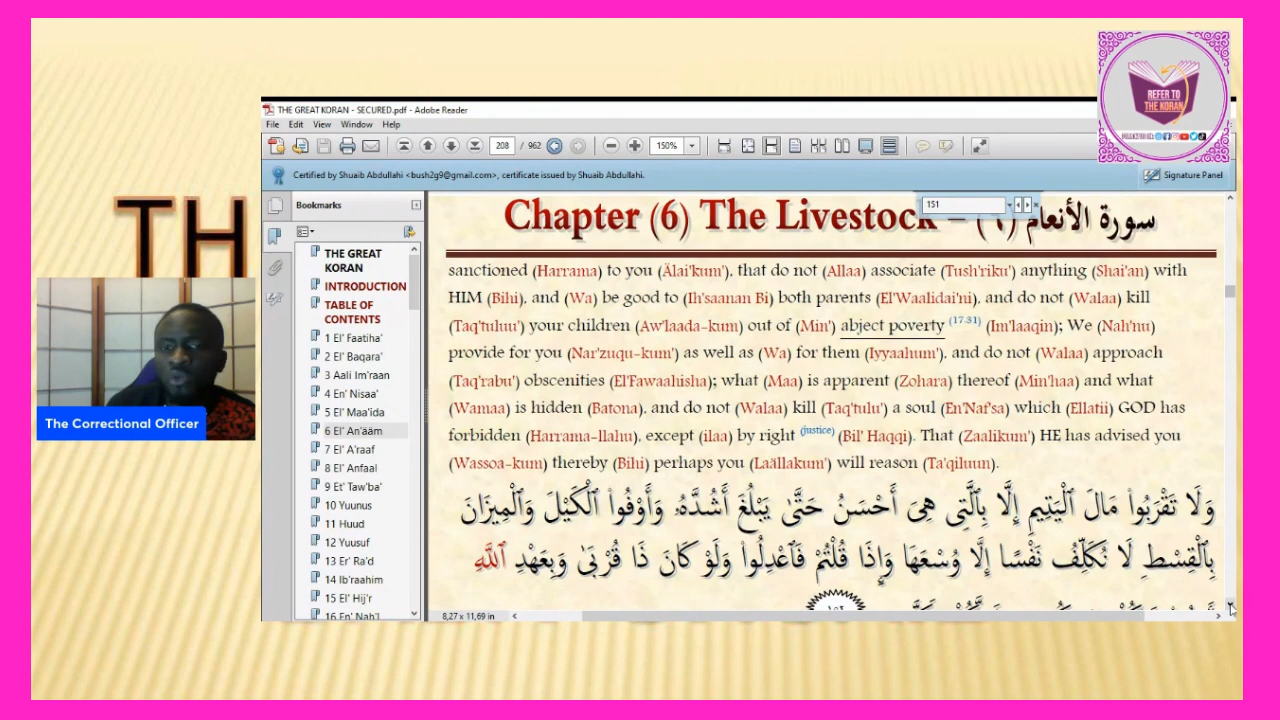 TH
REFER TO
THE KORAN
THE GREAT KORAN - SECURED.pdf - Adobe Reader
File Edit View Window Help
208 / 962 150%
Certified by Shuaib Abdullahi <bush2g9@gmail.com>, certificate issued by Shuaib Abdullahi.
Signature Panel
Bookmarks
THE GREAT
KORAN
INTRODUCTION
TABLE OF
CONTENTS
1 El' Faatiha'
2 El' Baqara'
3 Aali Im'raan
4 En' Nisaa'
5 El' Maa'ida
6 El' An'ääm
7 El' A'raaf
8 El' Anfaal
9 Et' Taw'ba'
10 Yuunus
11 Huud
12 Yuusuf
13 Er' Ra'd
14 Ib'raahim
15 El' Hij'r
16 En' Nah'l
151
Chapter (6) The Livestock – (٦) سورة الأنعام
sanctioned (Harrama) to you (Älai'kum'), that do not (Allaa) associate (Tush'riku') anything (Shai'an) with
HIM (Bihi), and (Wa) be good to (Ih'saanan Bi) both parents (El'Waalidai'ni), and do not (Walaa) kill
(Taq'tuluu') your children (Aw'laada-kum) out of (Min') abject poverty (17:31) (Im'laaqin); We (Nah'nu)
provide for you (Nar'zuqu-kum') as well as (Wa) for them (Iyyaahum'), and do not (Walaa) approach
(Taq'rabu') obscenities (El'Fawaahisha); what (Maa) is apparent (Zohara) thereof (Min'haa) and what
(Wamaa) is hidden (Batona), and do not (Walaa) kill (Taq'tulu') a soul (En'Naf'sa) which (Ellatii) GOD has
forbidden (Harrama-llahu), except (ilaa) by right (justice) (Bil' Haqqi). That (Zaalikum') HE has advised you
(Wassoa-kum) thereby (Bihi) perhaps you (Laällakum') will reason (Ta'qiluun).
وَلَا تَقْرَبُوا۟ مَالَ ٱلْيَتِيمِ إِلَّا بِٱلَّتِى هِىَ أَحْسَنُ حَتَّىٰ يَبْلُغَ أَشُدَّهُۥ وَأَوْفُوا۟ ٱلْكَيْلَ وَٱلْمِيزَانَ
بِٱلْقِسْطِ لَا نُكَلِّفُ نَفْسًا إِلَّا وُسْعَهَا وَإِذَا قُلْتُمْ فَٱعْدِلُوا۟ وَلَوْ كَانَ ذَا قُرْبَىٰ وَبِعَهْدِ ٱللَّهِ
8,27 x 11,69 in
The Correctional Officer